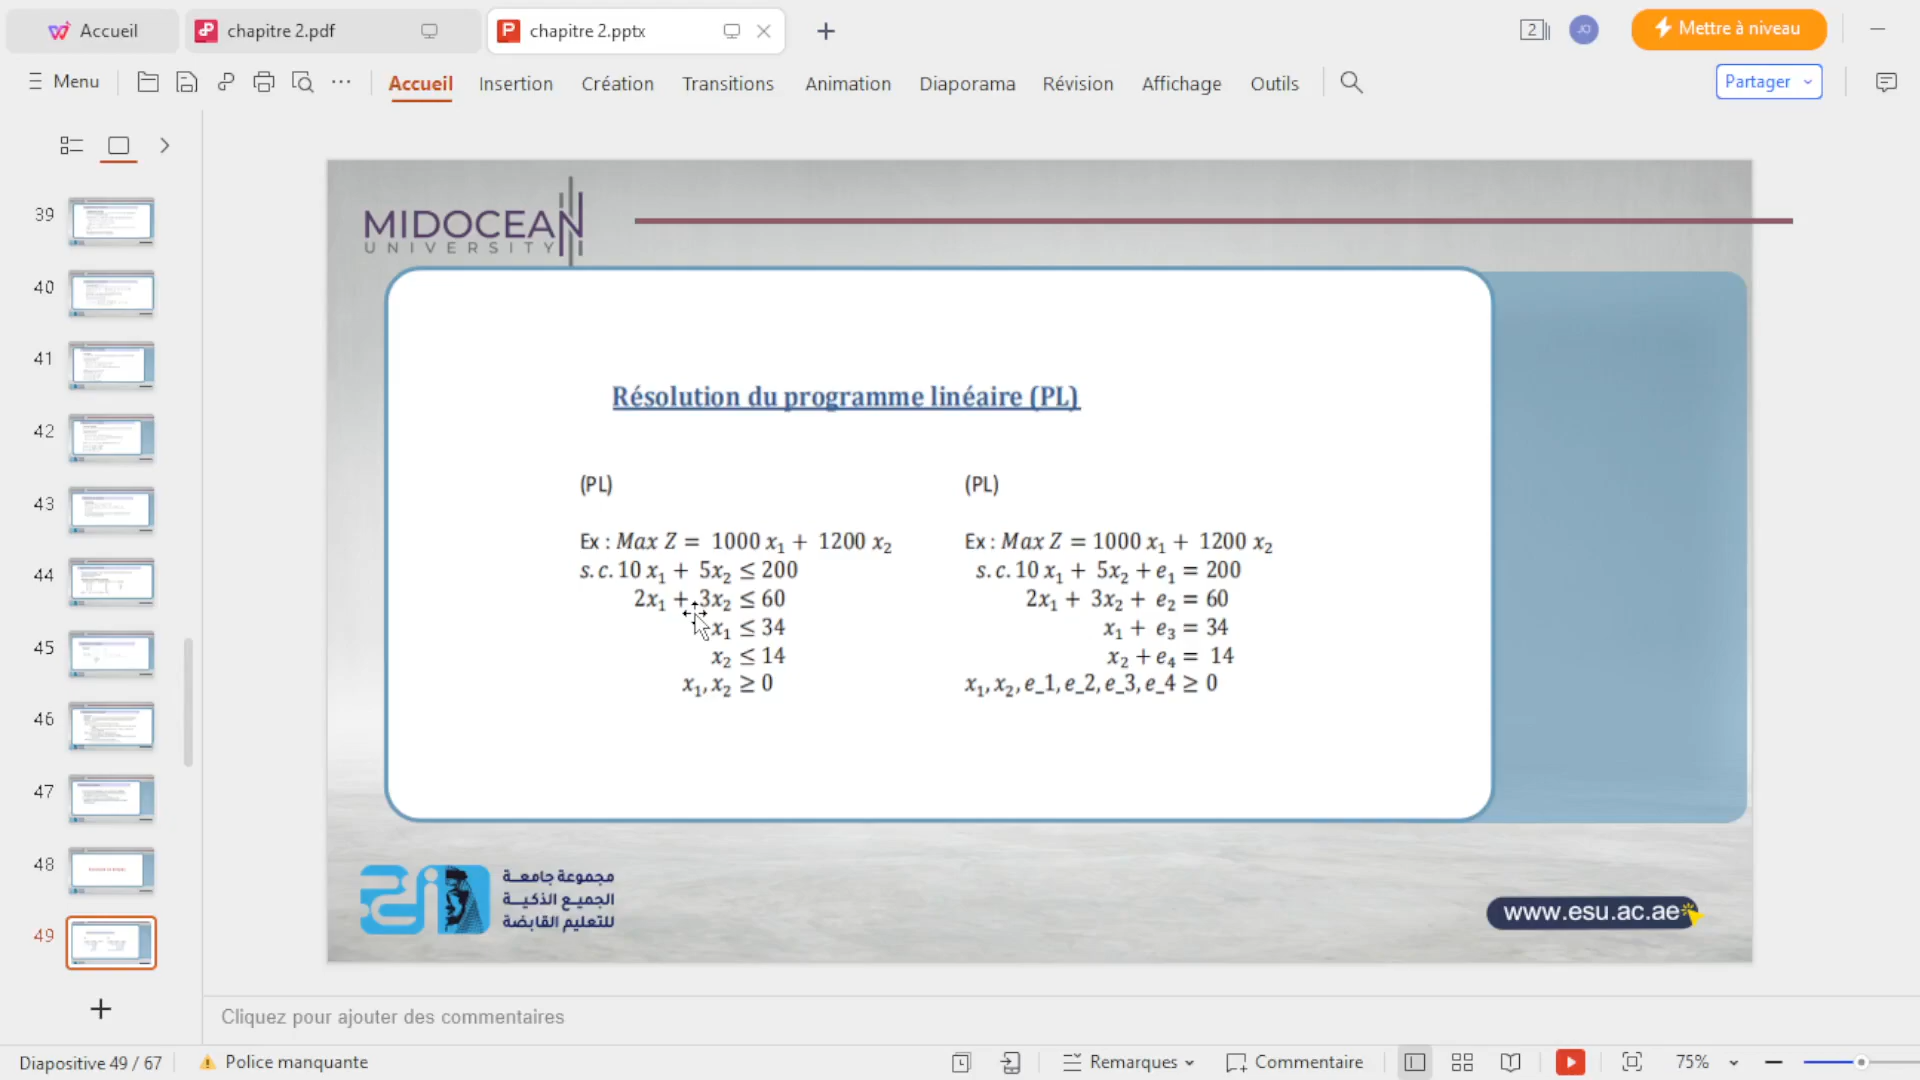 Accueil
chapitre 2.pdf
chapitre 2.pptx
2
JO
Mettre à niveau
Menu
Accueil
Insertion
Création
Transitions
Animation
Diaporama
Révision
Affichage
Outils
Partager
39
40
41
42
43
44
45
46
47
48
49
MIDOCEAN
UNIVERSITY
Résolution du programme linéaire (PL)
(PL)
Ex : Max Z = 1000 x₁ + 1200 x₂
s.c. 10 x₁ + 5x₂ ≤ 200
2x₁ + 3x₂ ≤ 60
x₁ ≤ 34
x₂ ≤ 14
x₁, x₂ ≥ 0
(PL)
Ex : Max Z = 1000 x₁ + 1200 x₂
s.c. 10 x₁ + 5x₂ + e₁ = 200
2x₁ + 3x₂ + e₂ = 60
x₁ + e₃ = 34
x₂ + e₄ = 14
x₁, x₂, e_1, e_2, e_3, e_4 ≥ 0
مجموعة جامعة
الجميع الذكية
للتعليم القابضة
www.esu.ac.ae
Cliquez pour ajouter des commentaires
Diapositive 49 / 67
Police manquante
Remarques
Commentaire
75%